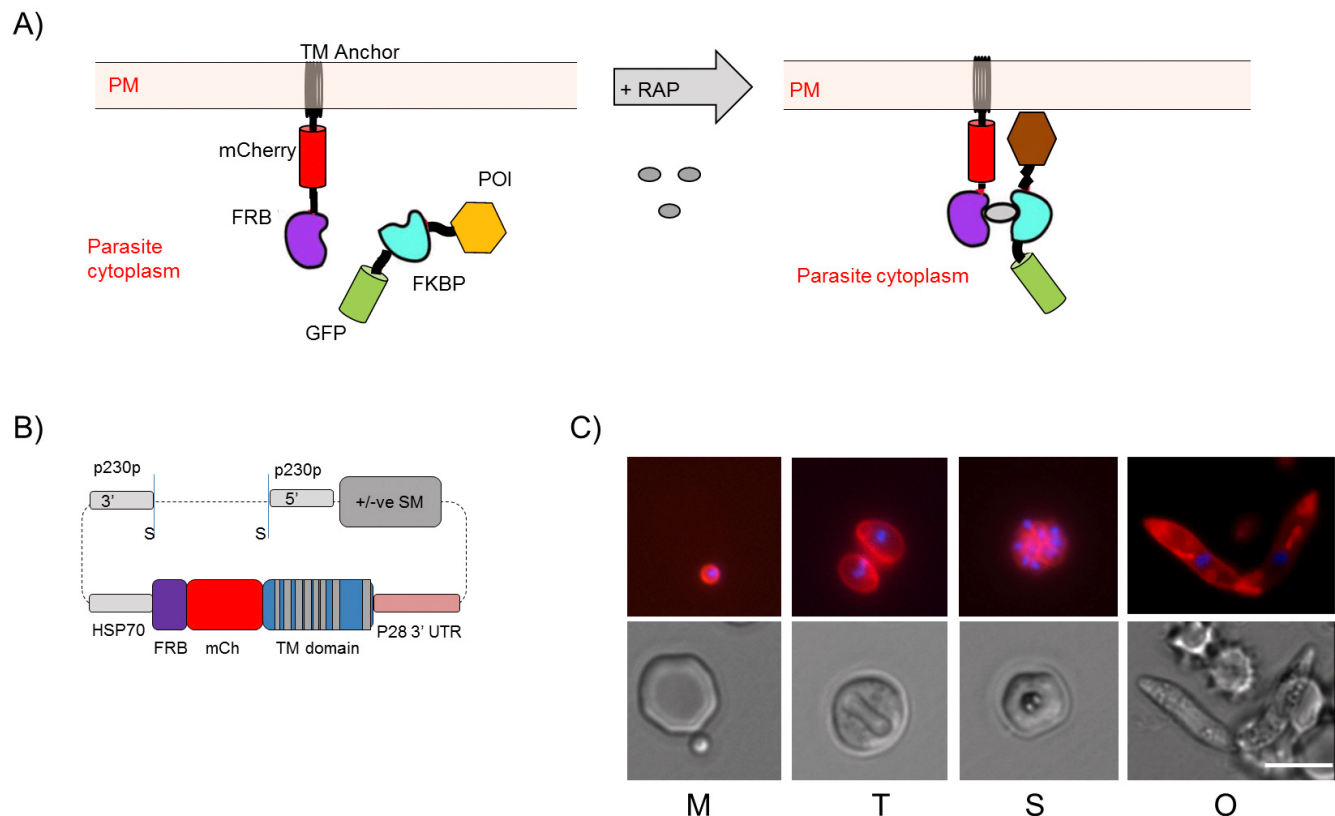 A)
TM Anchor
PM
+ RAP
PM
mCherry
POI
FRB
Parasite
cytoplasm
FKBP
Parasite cytoplasm
GFP
B)
C)
p230p
p230p
3’
5’
+/-ve SM
S
S
HSP70
FRB
mCh
TM domain
P28 3’ UTR
M
T
S
O